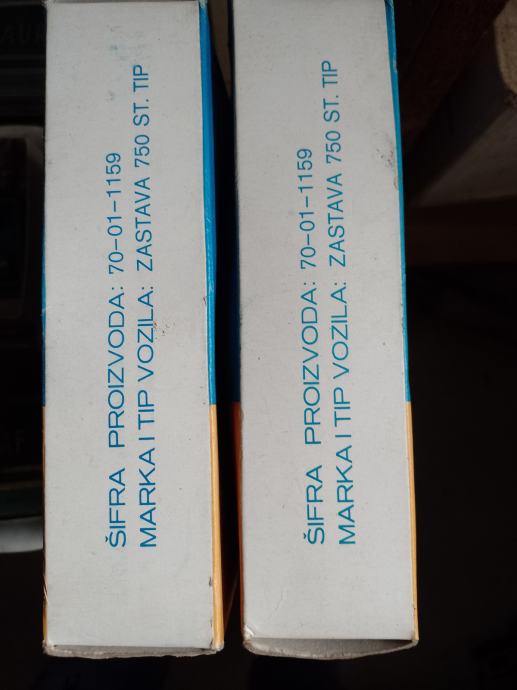 ŠIFRA PROIZVODA: 70-01-1159
MARKA I TIP VOZILA: ZASTAVA 750 ST. TIP
ŠIFRA PROIZVODA: 70-01-1159
MARKA I TIP VOZILA: ZASTAVA 750 ST. TIP